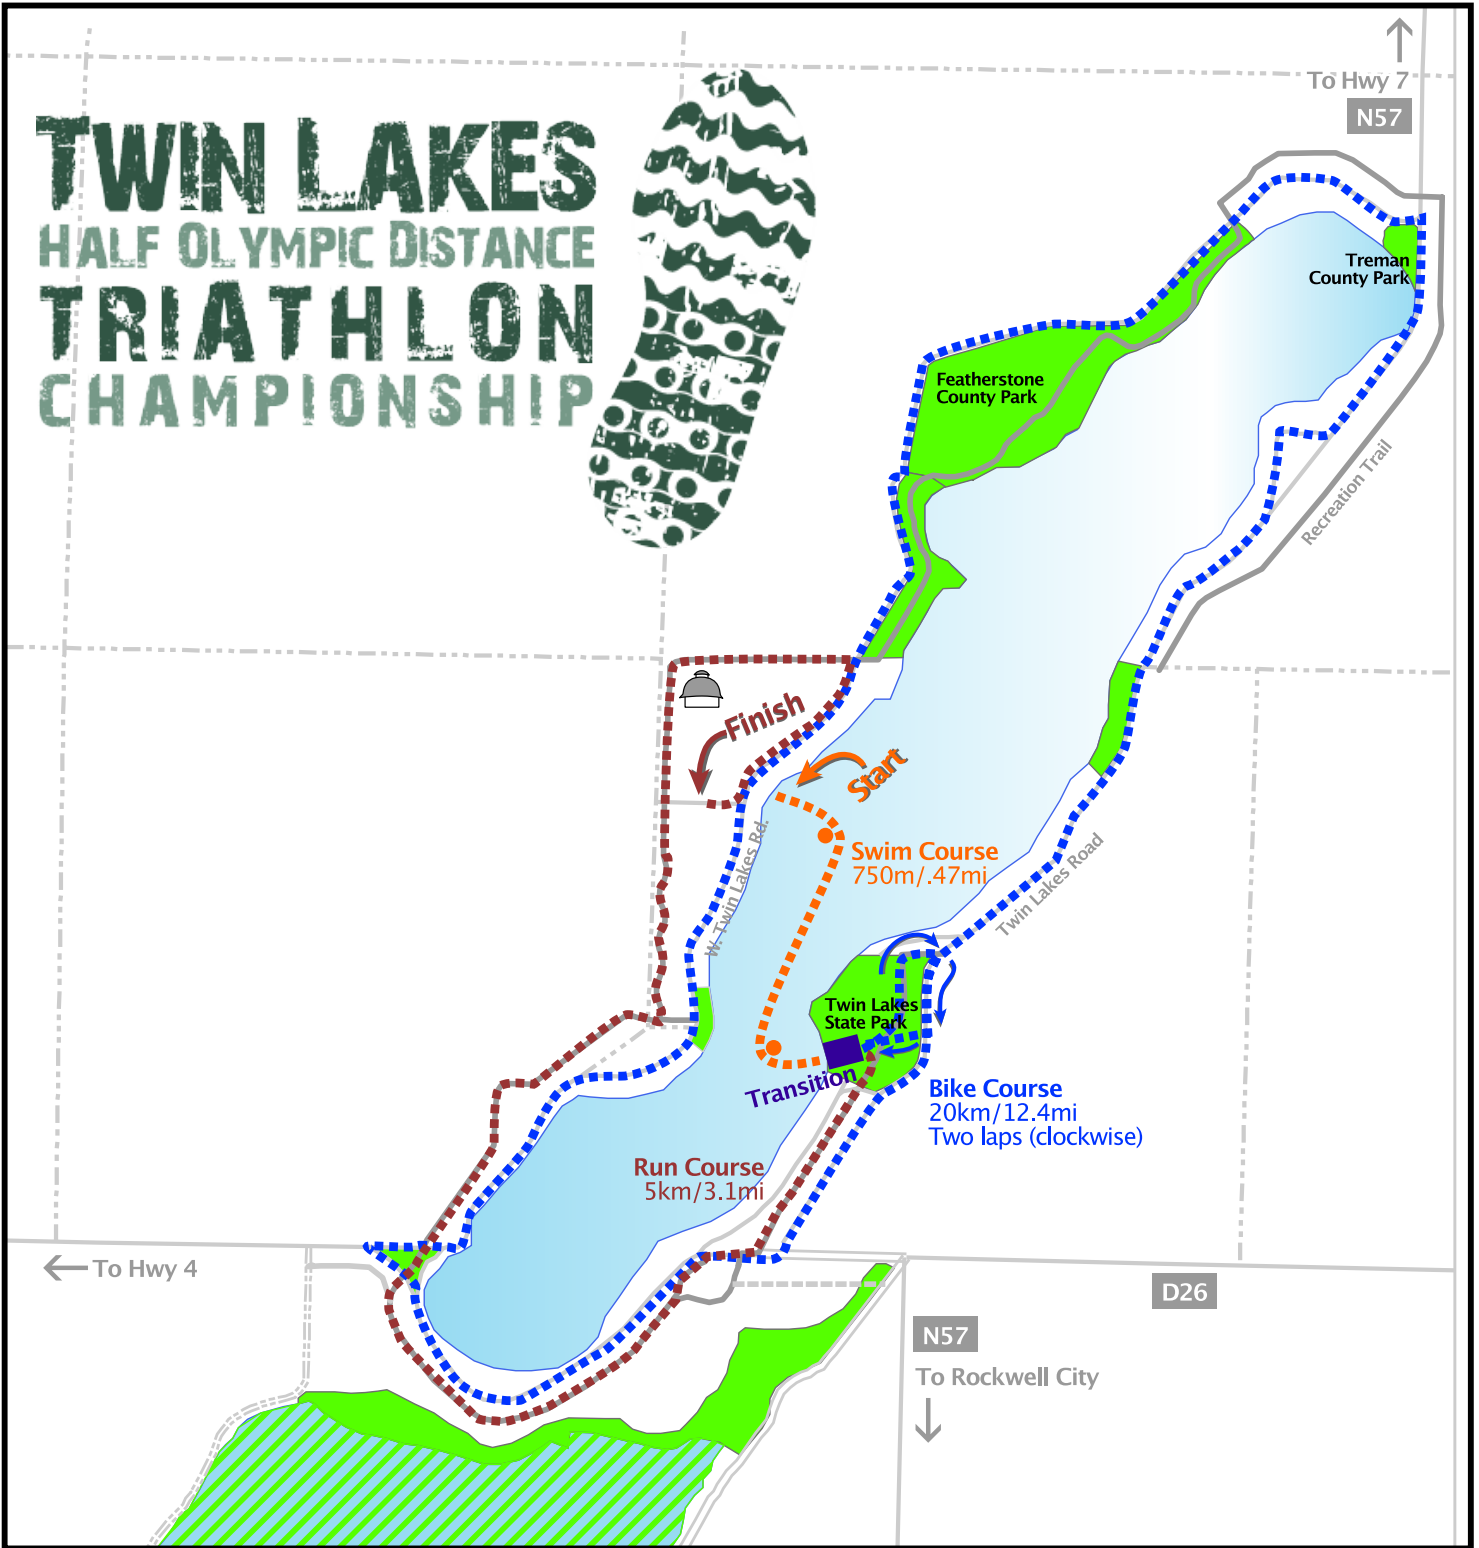 TWIN LAKES
HALF OLYMPIC DISTANCE
TRIATHLON
CHAMPIONSHIP
To Hwy 7
N57
Treman
County Park
Featherstone
County Park
Recreation Trail
Finish
Start
Swim Course
750m/.47mi
W. Twin Lakes Rd.
Twin Lakes Road
Twin Lakes
State Park
Transition
Bike Course
20km/12.4mi
Two laps (clockwise)
Run Course
5km/3.1mi
To Hwy 4
D26
N57
To Rockwell City